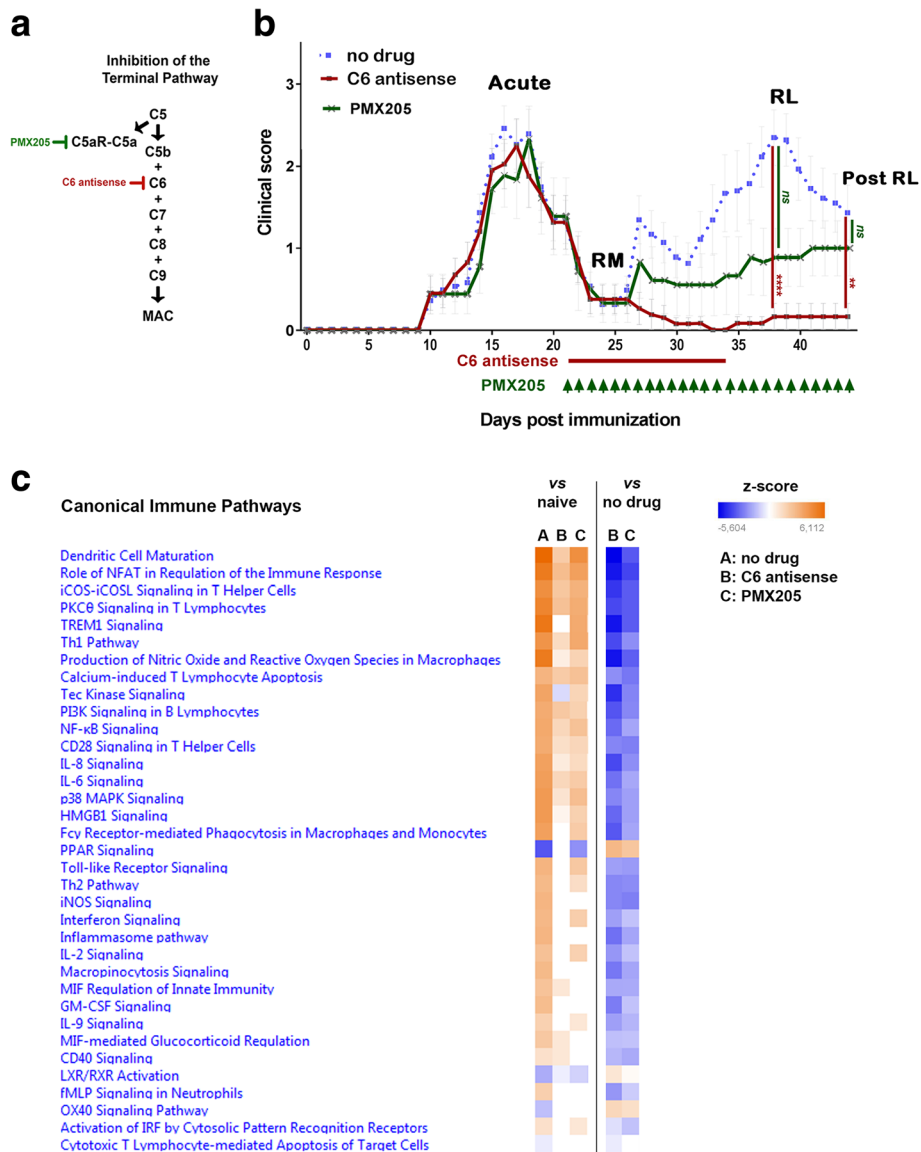 a
Inhibition of the
Terminal Pathway
C5
PMX205
C5aR-C5a
C5b
+
C6 antisense
C6
+
C7
+
C8
+
C9
MAC
b
no drug
C6 antisense
PMX205
Acute
RL
Post RL
RM
ns
ns
****
**
Clinical score
3
2
1
0
0 5 10 15 20 25 30 35 40
C6 antisense
PMX205
Days post immunization
c
Canonical Immune Pathways
vs
naive
vs
no drug
z-score
-5,604 6,112
A B C B C
A: no drug
B: C6 antisense
C: PMX205
Dendritic Cell Maturation
Role of NFAT in Regulation of the Immune Response
iCOS-iCOSL Signaling in T Helper Cells
PKCθ Signaling in T Lymphocytes
TREM1 Signaling
Th1 Pathway
Production of Nitric Oxide and Reactive Oxygen Species in Macrophages
Calcium-induced T Lymphocyte Apoptosis
Tec Kinase Signaling
PI3K Signaling in B Lymphocytes
NF-κB Signaling
CD28 Signaling in T Helper Cells
IL-8 Signaling
IL-6 Signaling
p38 MAPK Signaling
HMGB1 Signaling
Fcγ Receptor-mediated Phagocytosis in Macrophages and Monocytes
PPAR Signaling
Toll-like Receptor Signaling
Th2 Pathway
iNOS Signaling
Interferon Signaling
Inflammasome pathway
IL-2 Signaling
Macropinocytosis Signaling
MIF Regulation of Innate Immunity
GM-CSF Signaling
IL-9 Signaling
MIF-mediated Glucocorticoid Regulation
CD40 Signaling
LXR/RXR Activation
fMLP Signaling in Neutrophils
OX40 Signaling Pathway
Activation of IRF by Cytosolic Pattern Recognition Receptors
Cytotoxic T Lymphocyte-mediated Apoptosis of Target Cells